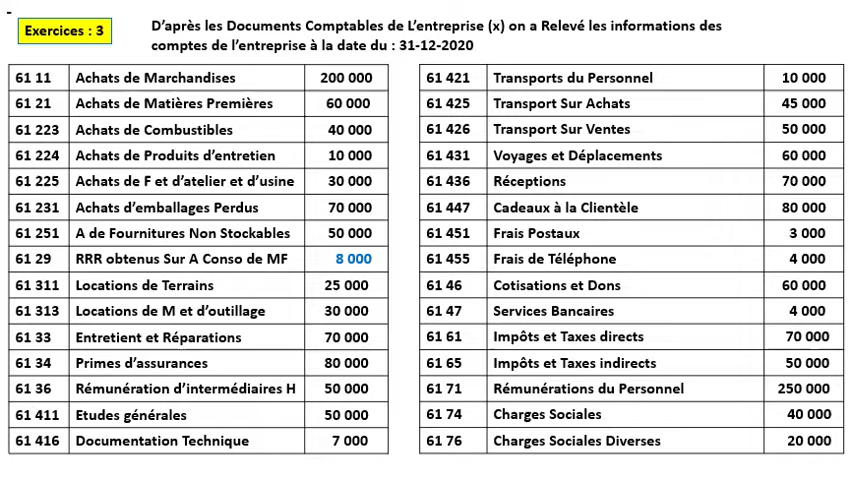 Exercices : 3
D’après les Documents Comptables de L’entreprise (x) on a Relevé les informations des
comptes de l’entreprise à la date du : 31-12-2020
61 11 Achats de Marchandises 200 000
61 21 Achats de Matières Premières 60 000
61 223 Achats de Combustibles 40 000
61 224 Achats de Produits d’entretien 10 000
61 225 Achats de F et d’atelier et d’usine 30 000
61 231 Achats d’emballages Perdus 70 000
61 251 A de Fournitures Non Stockables 50 000
61 29 RRR obtenus Sur A Conso de MF 8 000
61 311 Locations de Terrains 25 000
61 313 Locations de M et d’outillage 30 000
61 33 Entretient et Réparations 70 000
61 34 Primes d’assurances 80 000
61 36 Rémunération d’intermédiaires H 50 000
61 411 Etudes générales 50 000
61 416 Documentation Technique 7 000
61 421 Transports du Personnel 10 000
61 425 Transport Sur Achats 45 000
61 426 Transport Sur Ventes 50 000
61 431 Voyages et Déplacements 60 000
61 436 Réceptions 70 000
61 447 Cadeaux à la Clientèle 80 000
61 451 Frais Postaux 3 000
61 455 Frais de Téléphone 4 000
61 46 Cotisations et Dons 60 000
61 47 Services Bancaires 4 000
61 61 Impôts et Taxes directs 70 000
61 65 Impôts et Taxes indirects 50 000
61 71 Rémunérations du Personnel 250 000
61 74 Charges Sociales 40 000
61 76 Charges Sociales Diverses 20 000